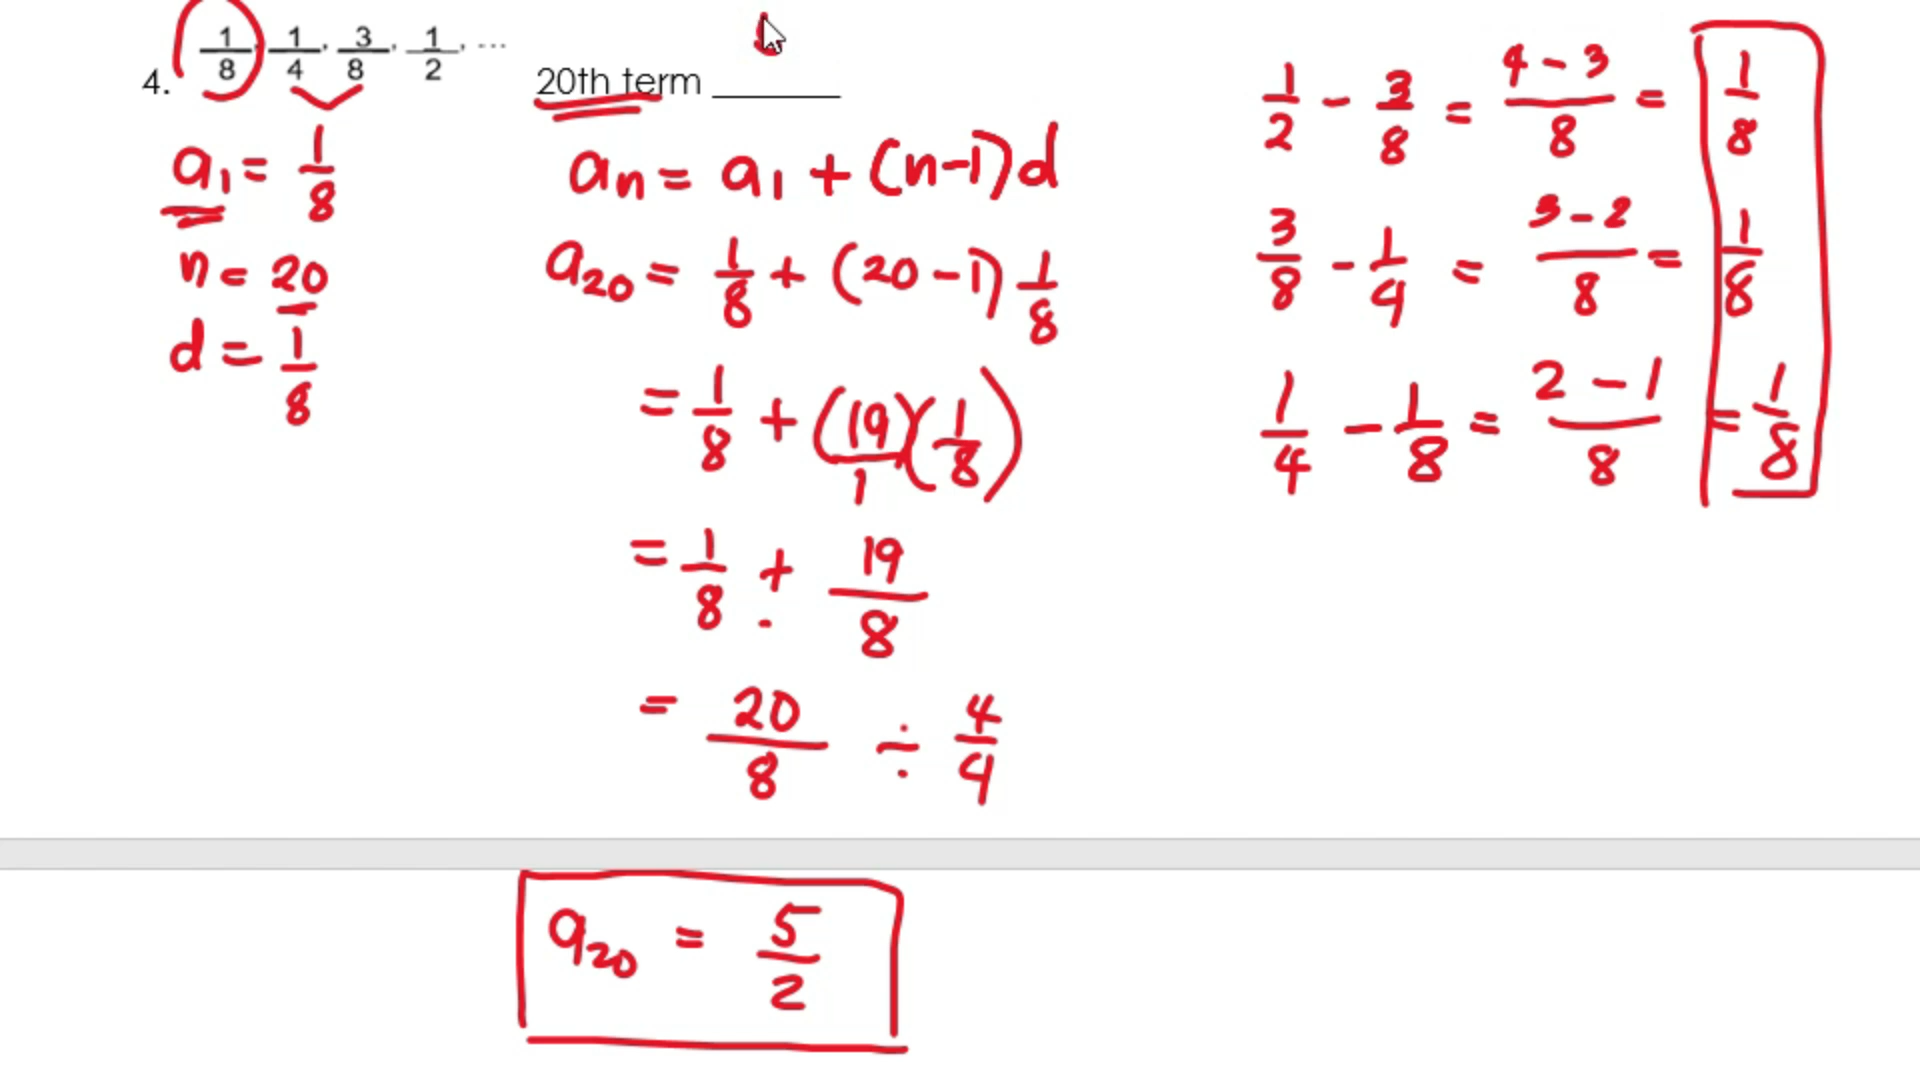 4. 1/8, 1/4, 3/8, 1/2, ... 20th term ______
a₁ = 1/8
n = 20
d = 1/8
aₙ = a₁ + (n-1)d
a₂₀ = 1/8 + (20-1) 1/8
= 1/8 + (19/1)(1/8)
= 1/8 + 19/8
= 20/8 ÷ 4/4
a₂₀ = 5/2
1/2 - 3/8 = 4-3/8 = 1/8
3/8 - 1/4 = 3-2/8 = 1/8
1/4 - 1/8 = 2-1/8 = 1/8